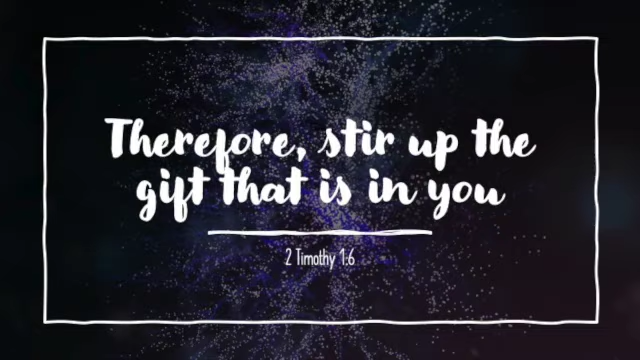 Therefore, stir up the
gift that is in you
2 Timothy 1:6